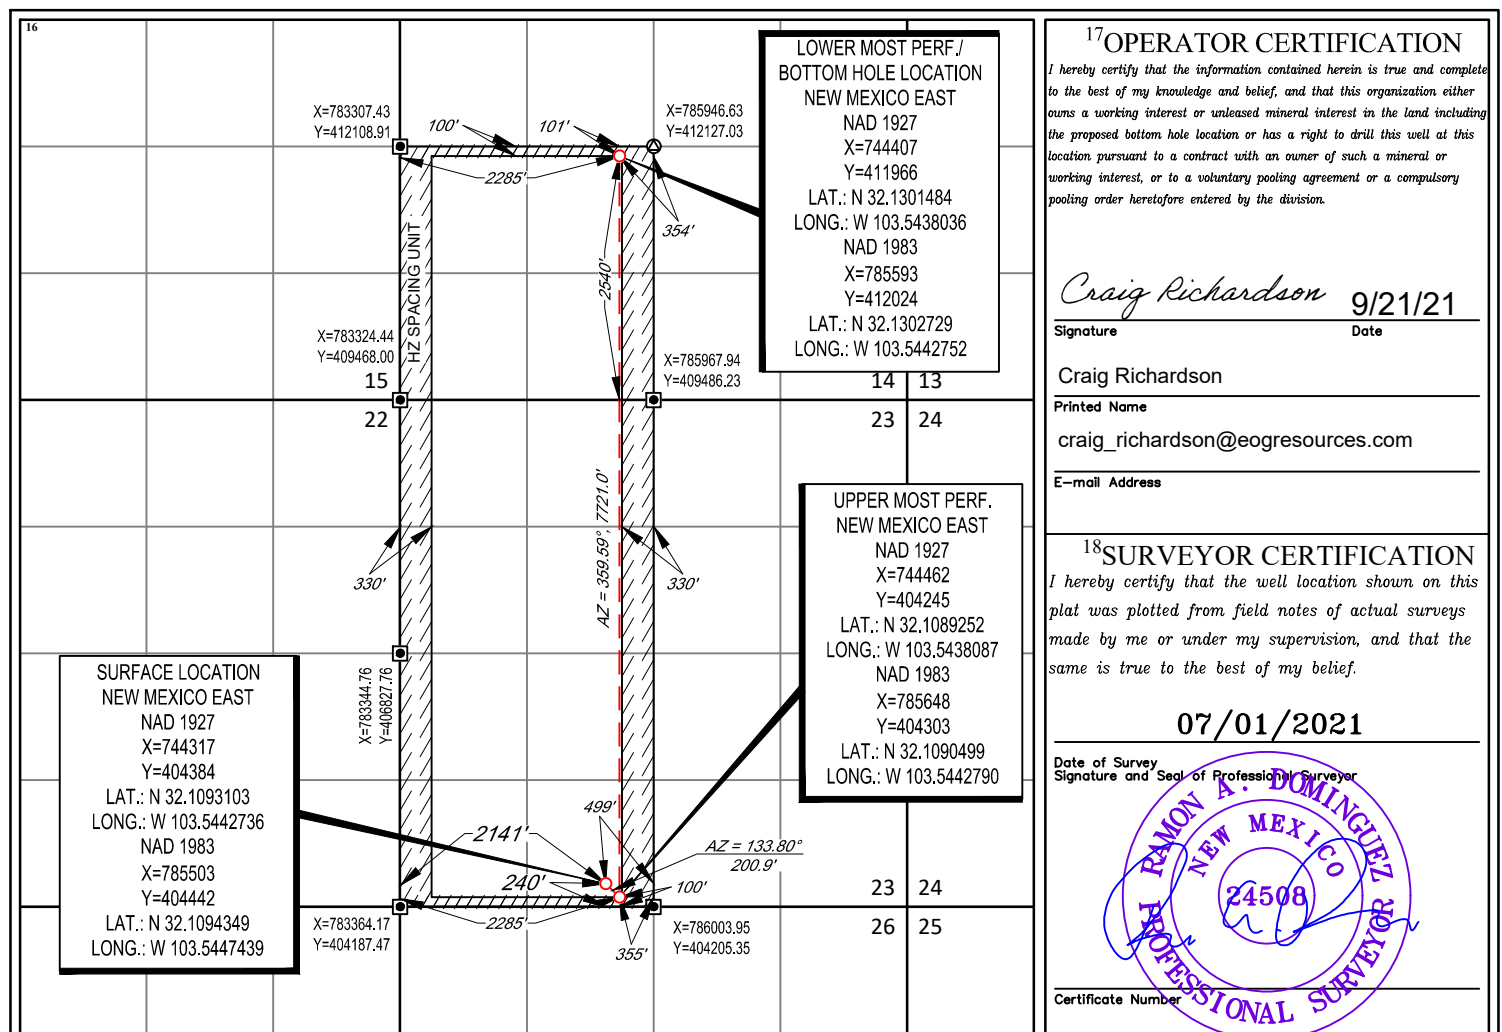 16
X=783307.43
Y=412108.91
100'
101'
X=785946.63
Y=412127.03
2285'
354'
HZ SPACING UNIT
2540'
LOWER MOST PERF./
BOTTOM HOLE LOCATION
NEW MEXICO EAST
NAD 1927
X=744407
Y=411966
LAT.: N 32.1301484
LONG.: W 103.5438036
NAD 1983
X=785593
Y=412024
LAT.: N 32.1302729
LONG.: W 103.5442752
X=783324.44
Y=409468.00
X=785967.94
Y=409486.23
15
14 13
22
23 24
AZ = 359.59°, 7721.0'
330'
330'
UPPER MOST PERF.
NEW MEXICO EAST
NAD 1927
X=744462
Y=404245
LAT.: N 32.1089252
LONG.: W 103.5438087
NAD 1983
X=785648
Y=404303
LAT.: N 32.1090499
LONG.: W 103.5442790
X=783344.76
Y=406827.76
SURFACE LOCATION
NEW MEXICO EAST
NAD 1927
X=744317
Y=404384
LAT.: N 32.1093103
LONG.: W 103.5442736
NAD 1983
X=785503
Y=404442
LAT.: N 32.1094349
LONG.: W 103.5447439
499'
2141'
AZ = 133.80°
200.9'
240'
100'
23 24
26 25
2285'
355'
X=783364.17
Y=404187.47
X=786003.95
Y=404205.35
17OPERATOR CERTIFICATION
I hereby certify that the information contained herein is true and complete
to the best of my knowledge and belief, and that this organization either
owns a working interest or unleased mineral interest in the land including
the proposed bottom hole location or has a right to drill this well at this
location pursuant to a contract with an owner of such a mineral or
working interest, or to a voluntary pooling agreement or a compulsory
pooling order heretofore entered by the division.
Craig Richardson 9/21/21
Signature Date
Craig Richardson
Printed Name
craig_richardson@eogresources.com
E-mail Address
18SURVEYOR CERTIFICATION
I hereby certify that the well location shown on this
plat was plotted from field notes of actual surveys
made by me or under my supervision, and that the
same is true to the best of my belief.
07/01/2021
Date of Survey
Signature and Seal of Professional Surveyor
RAMON A. DOMINGUEZ
NEW MEXICO
24508
PROFESSIONAL SURVEYOR
Certificate Number